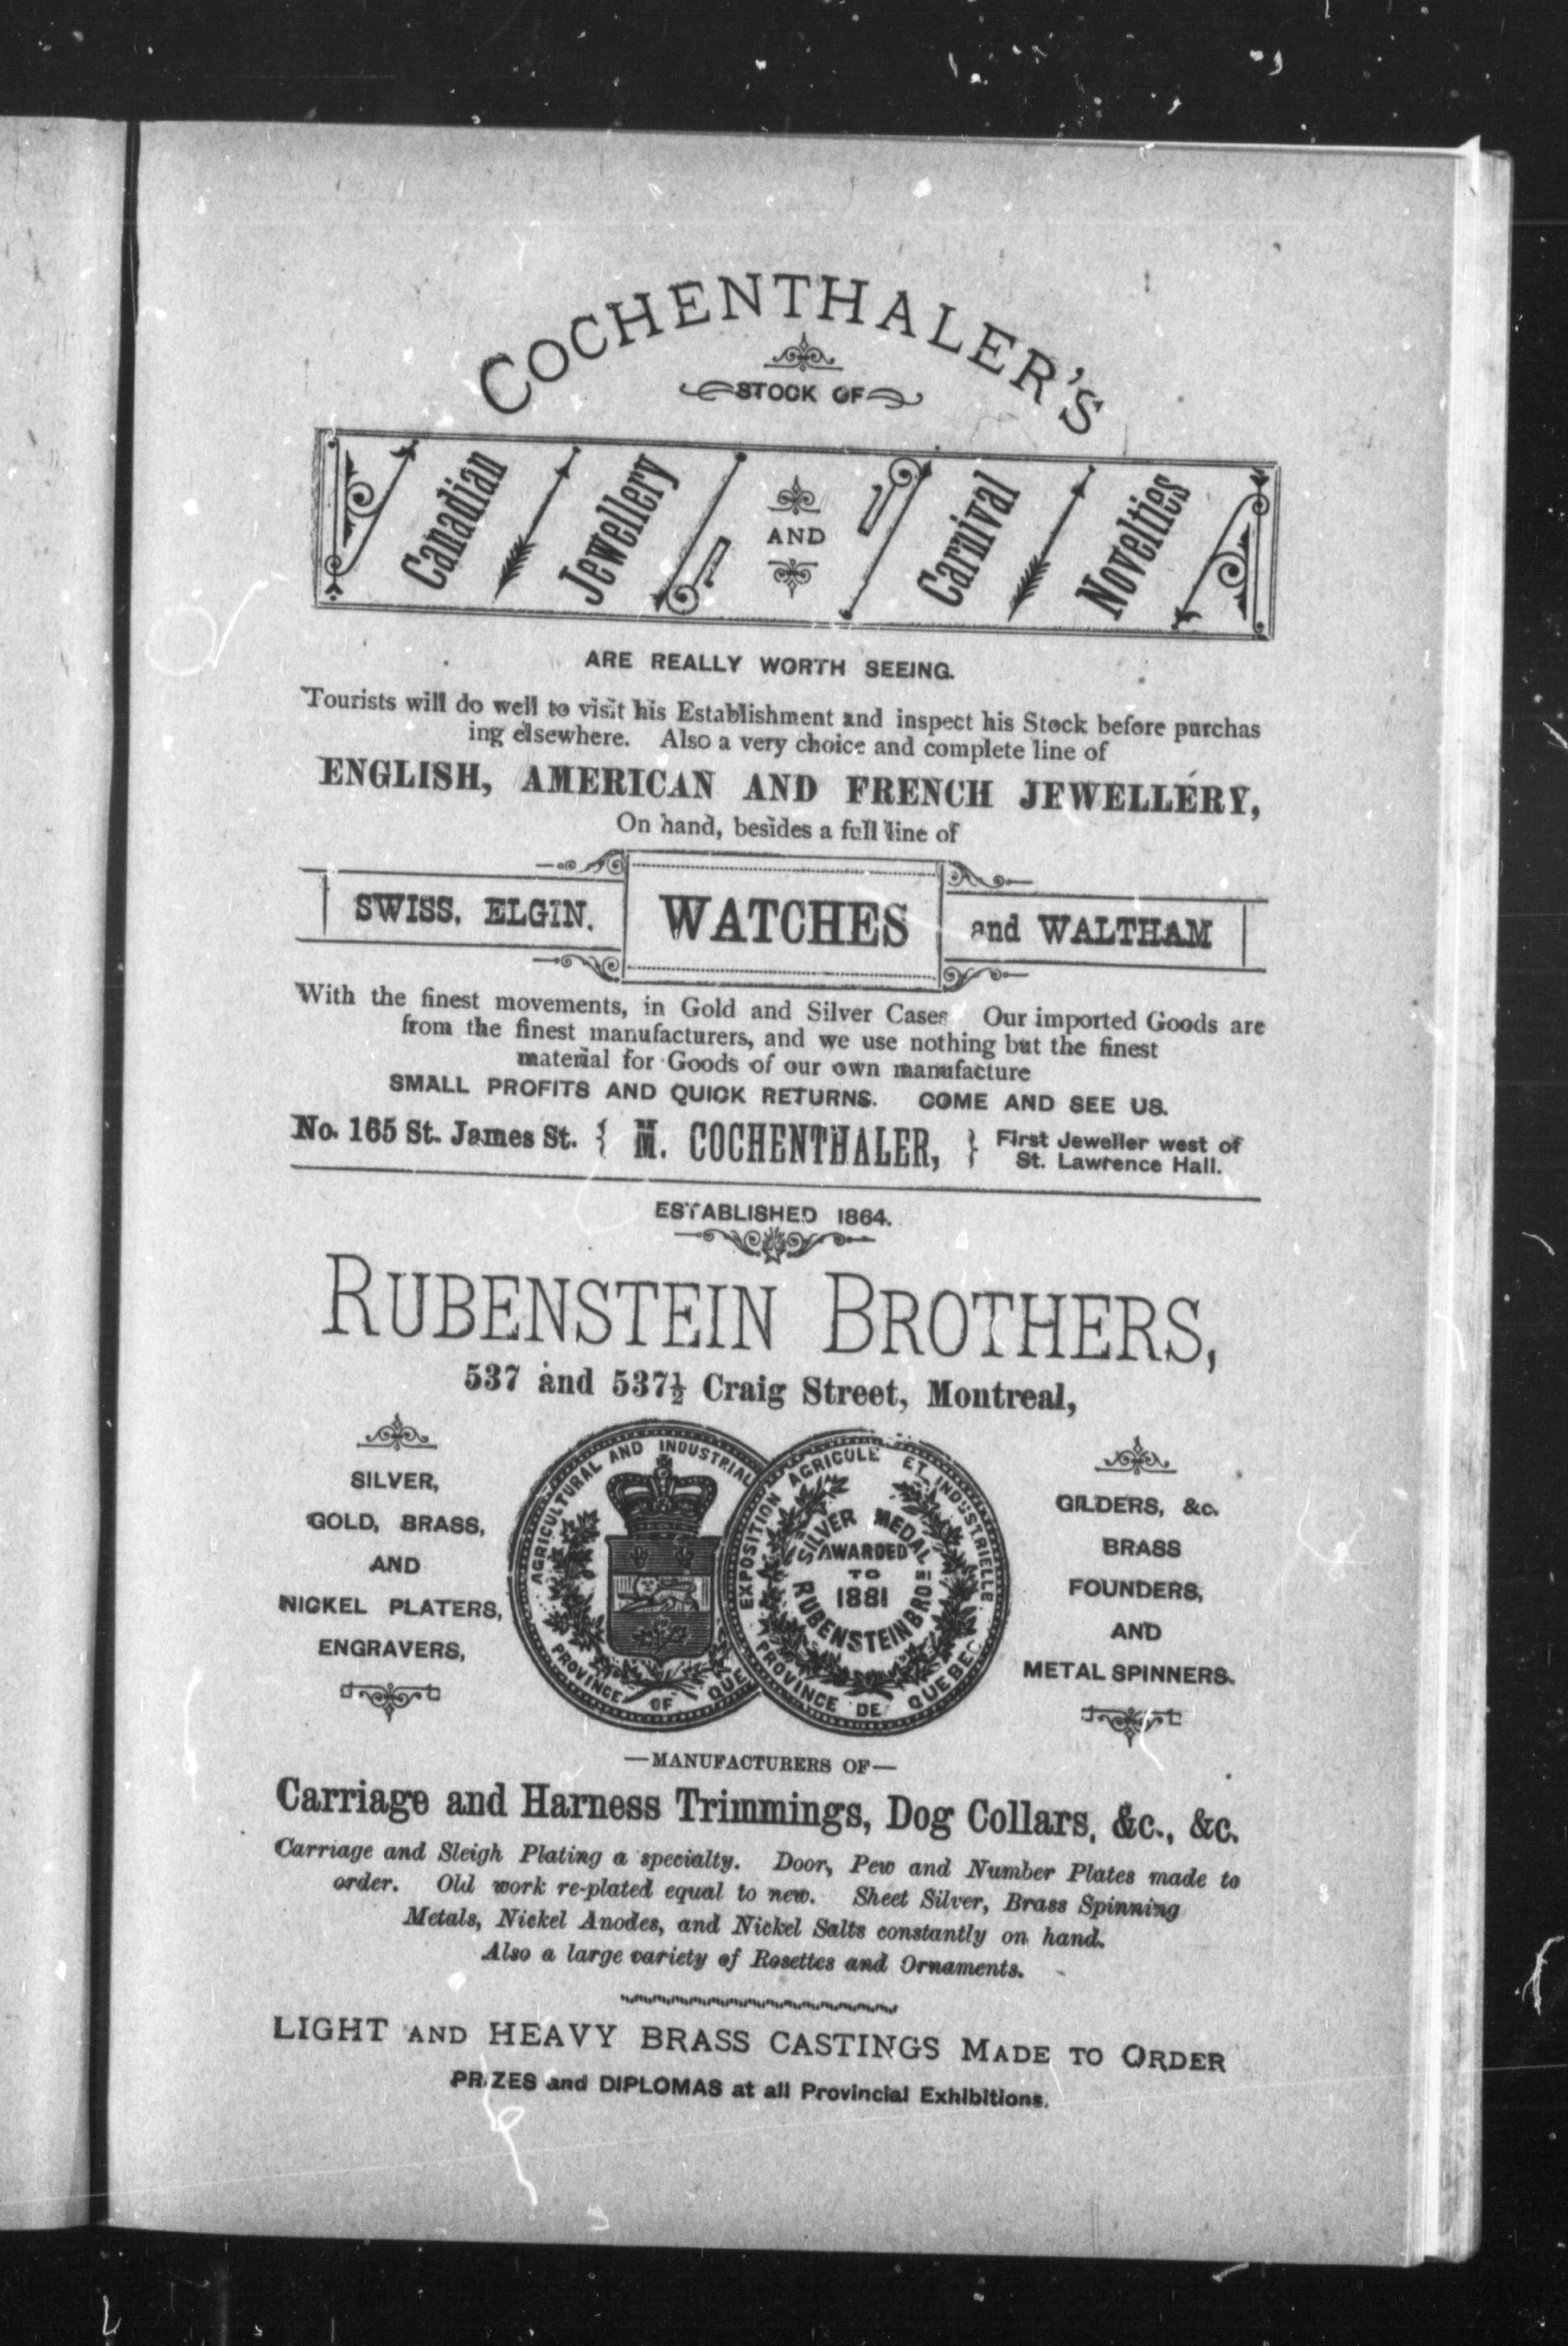 COCHENTHALER'S
STOCK OF
Canadian Jewellery AND Carnival Novelties
ARE REALLY WORTH SEEING.
Tourists will do well to visit his Establishment and inspect his Stock before purchas
ing elsewhere. Also a very choice and complete line of
ENGLISH, AMERICAN AND FRENCH JEWELLERY,
On hand, besides a full line of
SWISS, ELGIN. WATCHES and WALTHAM
With the finest movements, in Gold and Silver Cases Our imported Goods are
from the finest manufacturers, and we use nothing but the finest
material for Goods of our own manufacture
SMALL PROFITS AND QUICK RETURNS. COME AND SEE US.
No. 165 St. James St. { M. COCHENTHALER, } First Jeweller west of
St. Lawrence Hall.
ESTABLISHED 1864.
RUBENSTEIN BROTHERS,
537 and 537½ Craig Street, Montreal,
SILVER,
GOLD, BRASS,
AND
NICKEL PLATERS,
ENGRAVERS,
AGRICULTURAL AND INDUSTRIAL
PROVINCE OF QUE
EXPOSITION AGRICOLE ET INDUSTRIELLE
PROVINCE DE QUEBEC
SILVER MEDAL
AWARDED
TO
1881
RUBENSTEIN BROS
GILDERS, &c.
BRASS
FOUNDERS,
AND
METAL SPINNERS.
—MANUFACTURERS OF—
Carriage and Harness Trimmings, Dog Collars, &c., &c.
Carriage and Sleigh Plating a specialty. Door, Pew and Number Plates made to
order. Old work re-plated equal to new. Sheet Silver, Brass Spinning
Metals, Nickel Anodes, and Nickel Salts constantly on hand.
Also a large variety of Rosettes and Ornaments.
LIGHT AND HEAVY BRASS CASTINGS MADE TO ORDER
PRIZES and DIPLOMAS at all Provincial Exhibitions.